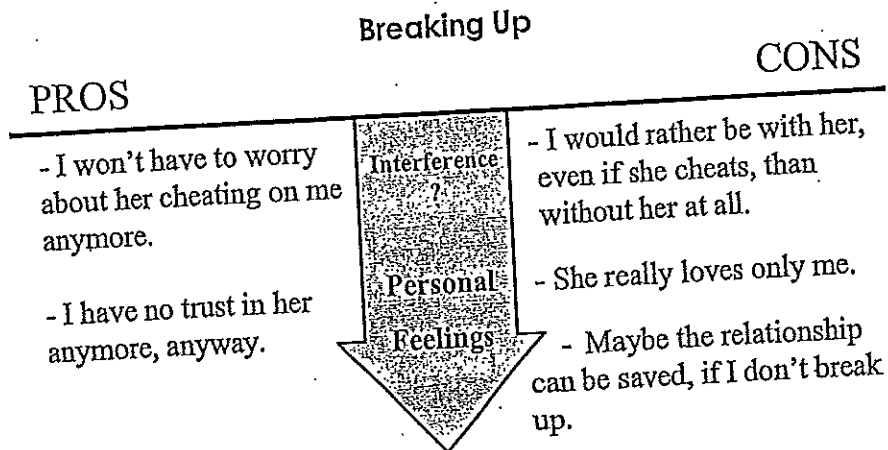 Breaking Up
PROS
CONS
- I won't have to worry
about her cheating on me
anymore.
- I have no trust in her
anymore, anyway.
Interference
?
Personal
Feelings
- I would rather be with her,
even if she cheats, than
without her at all.
- She really loves only me.
- Maybe the relationship
can be saved, if I don't break
up.